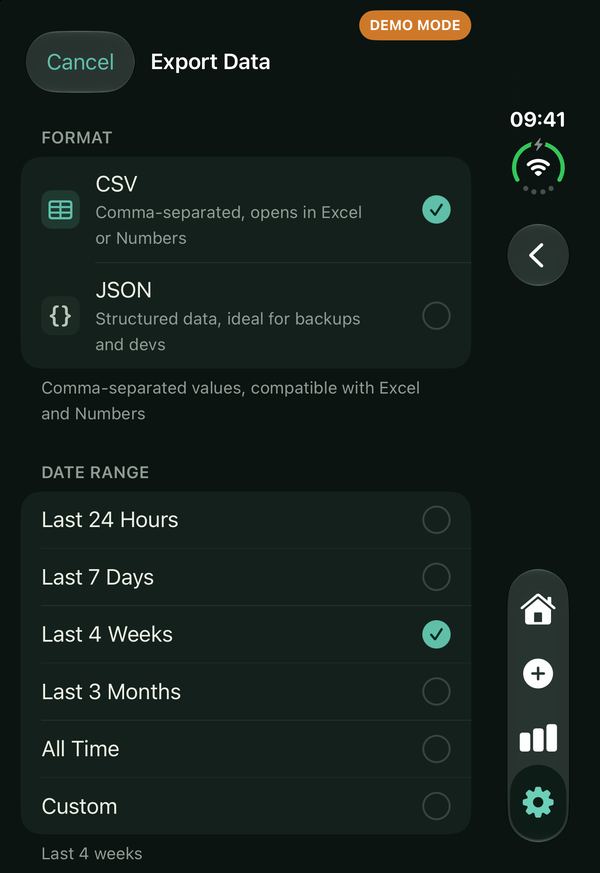 DEMO MODE
Cancel
Export Data
09:41
FORMAT
CSV
Comma-separated, opens in Excel
or Numbers
{}
JSON
Structured data, ideal for backups
and devs
Comma-separated values, compatible with Excel
and Numbers
DATE RANGE
Last 24 Hours
Last 7 Days
Last 4 Weeks
Last 3 Months
All Time
Custom
Last 4 weeks